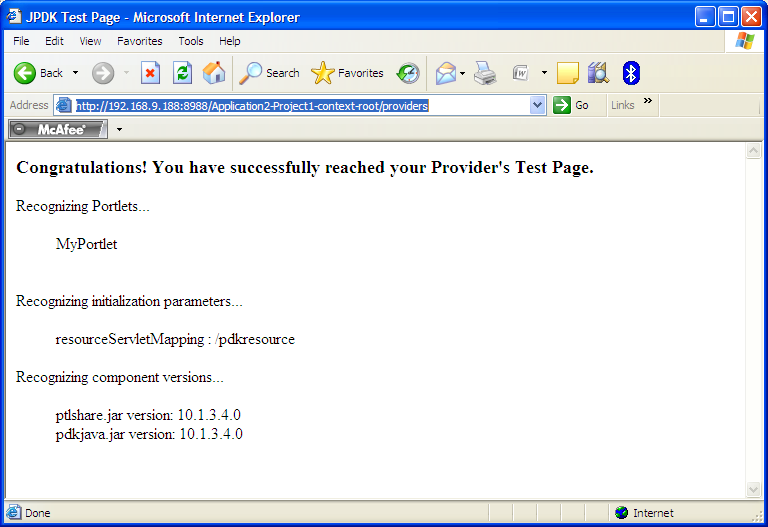 JPDK Test Page - Microsoft Internet Explorer
File Edit View Favorites Tools Help
Back Search Favorites W
Address http://192.168.9.188:8988/Application2-Project1-context-root/providers Go Links »
McAfee
Congratulations! You have successfully reached your Provider's Test Page.
Recognizing Portlets...
MyPortlet
Recognizing initialization parameters...
resourceServletMapping : /pdkresource
Recognizing component versions...
ptlshare.jar version: 10.1.3.4.0
pdkjava.jar version: 10.1.3.4.0
Done Internet